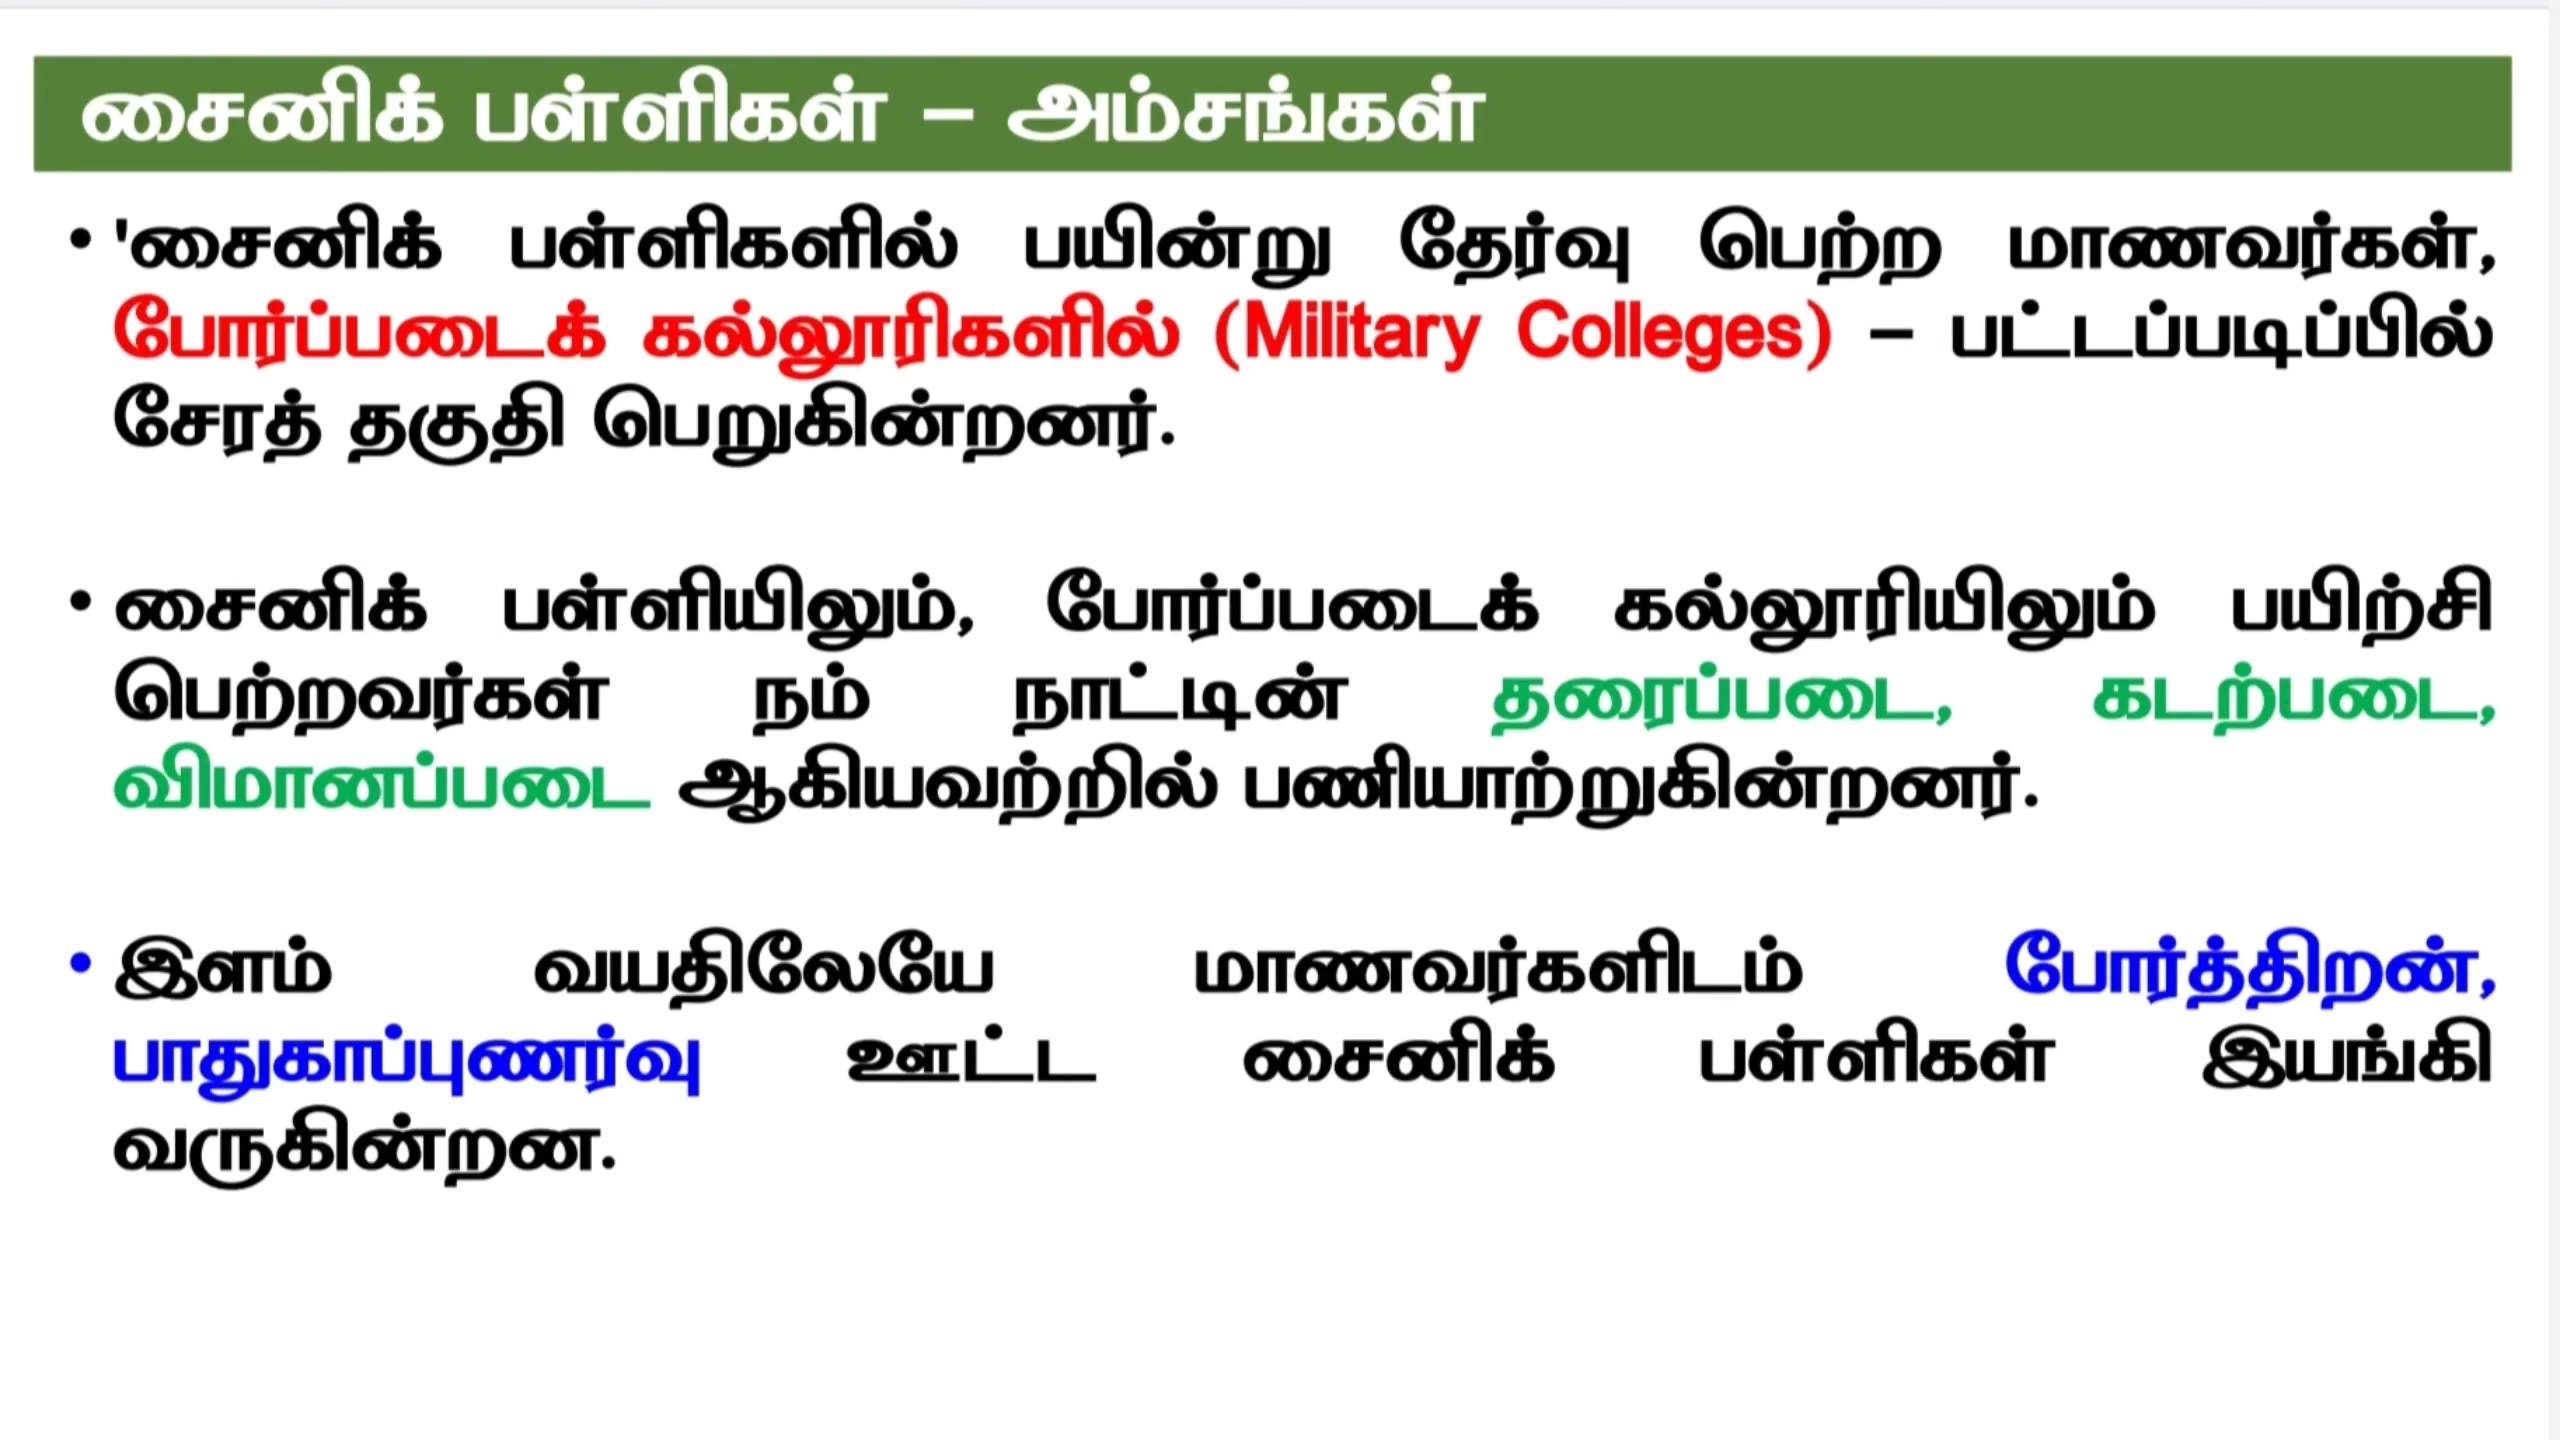 சைனிக் பள்ளிகள் – அம்சங்கள்
• 'சைனிக் பள்ளிகளில் பயின்று தேர்வு பெற்ற மாணவர்கள்,
போர்ப்படைக் கல்லூரிகளில் (Military Colleges) – பட்டப்படிப்பில்
சேரத் தகுதி பெறுகின்றனர்.
• சைனிக் பள்ளியிலும், போர்ப்படைக் கல்லூரியிலும் பயிற்சி
பெற்றவர்கள் நம் நாட்டின் தரைப்படை, கடற்படை,
விமானப்படை ஆகியவற்றில் பணியாற்றுகின்றனர்.
• இளம் வயதிலேயே மாணவர்களிடம் போர்த்திறன்,
பாதுகாப்புணர்வு ஊட்ட சைனிக் பள்ளிகள் இயங்கி
வருகின்றன.